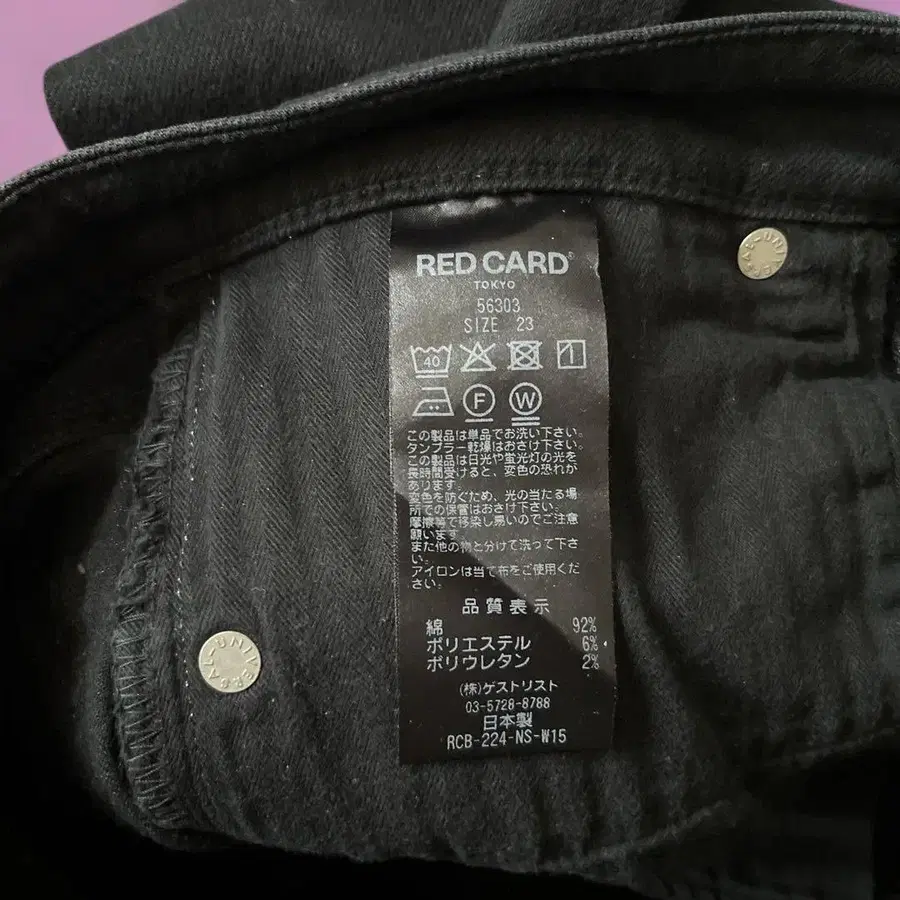 RED CARD®
TOKYO
56303
SIZE 23
40
F W
この製品は単品でお洗い下さい。
タンブラー乾燥はおさけ下さい。
この製品は日光や蛍光灯の光を
長時間受けると、変色の恐れが
あります。
変色を防ぐため、光の当たる場
所での保管はおさけ下さい。
摩擦等で移染し易いのでご注意
願います。
また他の物と分けて洗って下さ
い。
アイロンは当て布をご使用くだ
さい。
品質表示
綿 92%
ポリエステル 6%
ポリウレタン 2%
(株)ゲストリスト
03-5728-8788
日本製
RCB-224-NS-W15
UNIVERSAL
UNIVERSAL